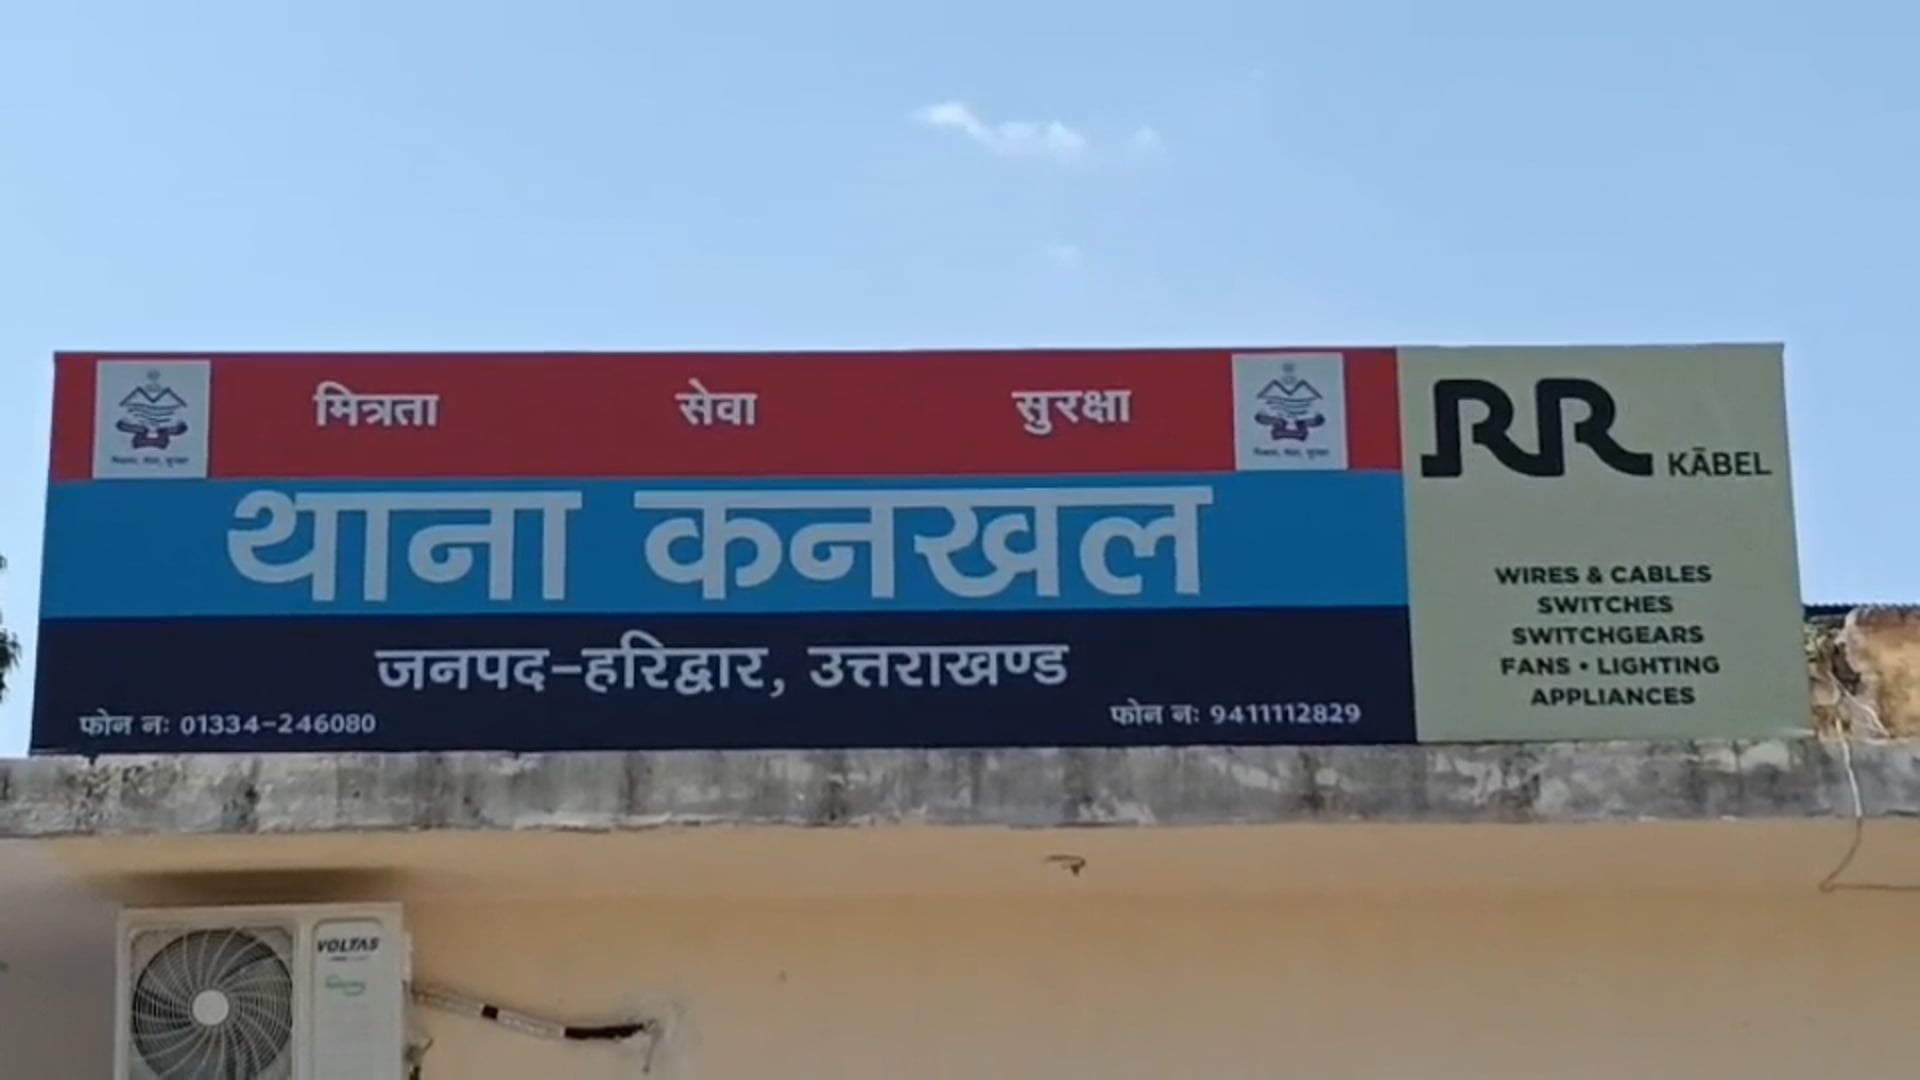 मित्रता सेवा सुरक्षा
थाना कनखल
जनपद-हरिद्वार, उत्तराखण्ड
फोन नः 01334-246080 फोन नः 9411112829
RR KĀBEL
WIRES & CABLES
SWITCHES
SWITCHGEARS
FANS • LIGHTING
APPLIANCES
VOLTAS